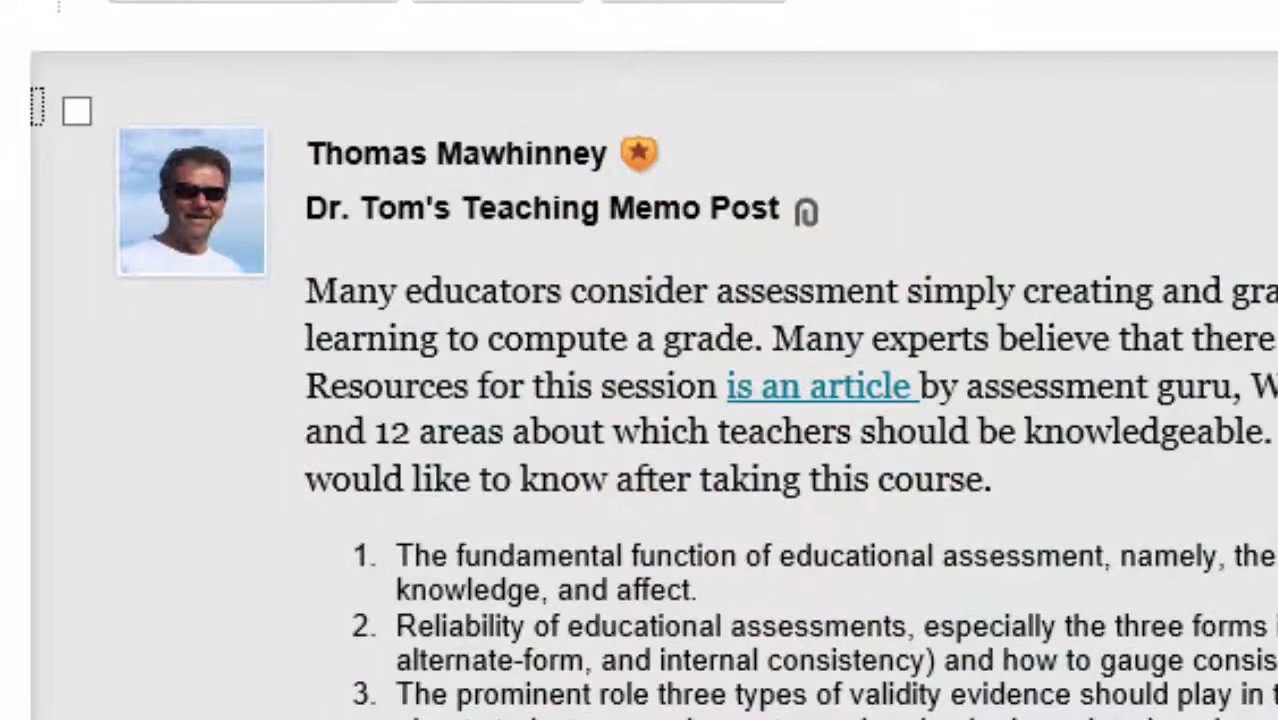 Thomas Mawhinney
Dr. Tom's Teaching Memo Post
Many educators consider assessment simply creating and gra
learning to compute a grade. Many experts believe that there
Resources for this session is an article by assessment guru, W
and 12 areas about which teachers should be knowledgeable.
would like to know after taking this course.
1. The fundamental function of educational assessment, namely, the
knowledge, and affect.
2. Reliability of educational assessments, especially the three forms
alternate-form, and internal consistency) and how to gauge consis
3. The prominent role three types of validity evidence should play in t